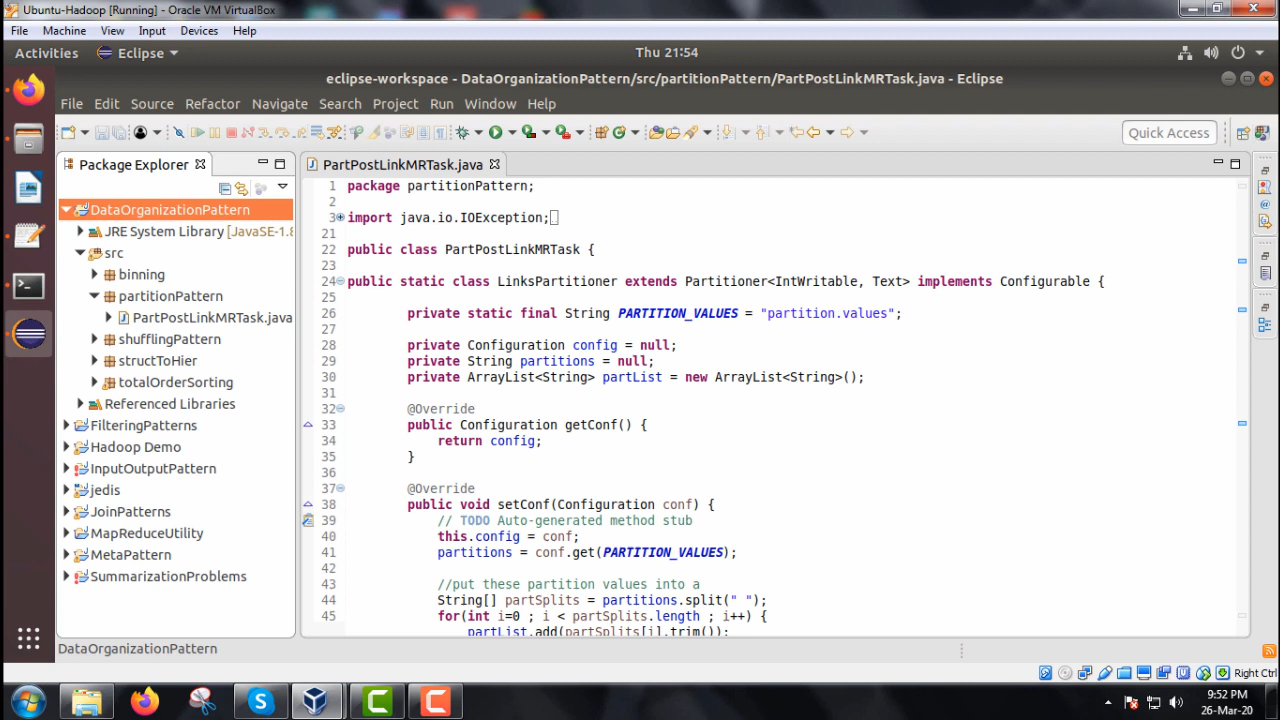 Ubuntu-Hadoop [Running] - Oracle VM VirtualBox
File Machine View Input Devices Help
Activities Eclipse Thu 21:54
eclipse-workspace - DataOrganizationPattern/src/partitionPattern/PartPostLinkMRTask.java - Eclipse
File Edit Source Refactor Navigate Search Project Run Window Help
Quick Access
Package Explorer
DataOrganizationPattern
JRE System Library [JavaSE-1.8
src
binning
partitionPattern
PartPostLinkMRTask.java
shufflingPattern
structToHier
totalOrderSorting
Referenced Libraries
FilteringPatterns
Hadoop Demo
InputOutputPattern
jedis
JoinPatterns
MapReduceUtility
MetaPattern
SummarizationProblems
PartPostLinkMRTask.java
1 package partitionPattern;
2
3 import java.io.IOException;
21
22 public class PartPostLinkMRTask {
23
24 public static class LinksPartitioner extends Partitioner<IntWritable, Text> implements Configurable {
25
26 private static final String PARTITION_VALUES = "partition.values";
27
28 private Configuration config = null;
29 private String partitions = null;
30 private ArrayList<String> partList = new ArrayList<String>();
31
32 @Override
33 public Configuration getConf() {
34 return config;
35 }
36
37 @Override
38 public void setConf(Configuration conf) {
39 // TODO Auto-generated method stub
40 this.config = conf;
41 partitions = conf.get(PARTITION_VALUES);
42
43 //put these partition values into a
44 String[] partSplits = partitions.split(" ");
45 for(int i=0 ; i < partSplits.length ; i++) {
partList.add(partSplits[i].trim());
DataOrganizationPattern
Right Ctrl
9:52 PM
26-Mar-20